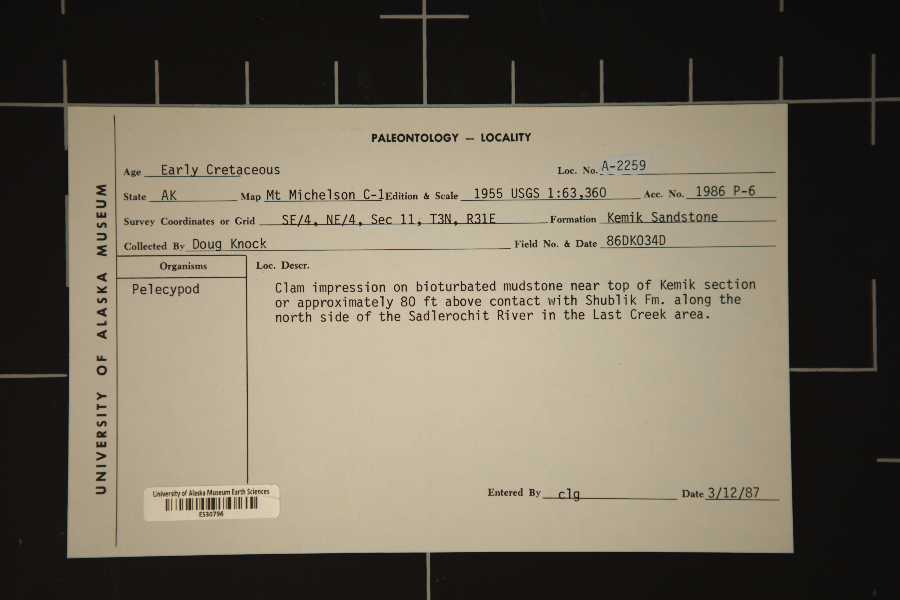 PALEONTOLOGY — LOCALITY
Age Early Cretaceous Loc. No. A-2259
State AK Map Mt Michelson C-1 Edition & Scale 1955 USGS 1:63,360 Acc. No. 1986 P-6
Survey Coordinates or Grid SE/4, NE/4, Sec 11, T3N, R31E Formation Kemik Sandstone
Collected By Doug Knock Field No. & Date 86DK034D
Organisms Loc. Descr.
Pelecypod
Clam impression on bioturbated mudstone near top of Kemik section
or approximately 80 ft above contact with Shublik Fm. along the
north side of the Sadlerochit River in the Last Creek area.
UNIVERSITY OF ALASKA MUSEUM
University of Alaska Museum Earth Sciences
ES30796
Entered By clg Date 3/12/87